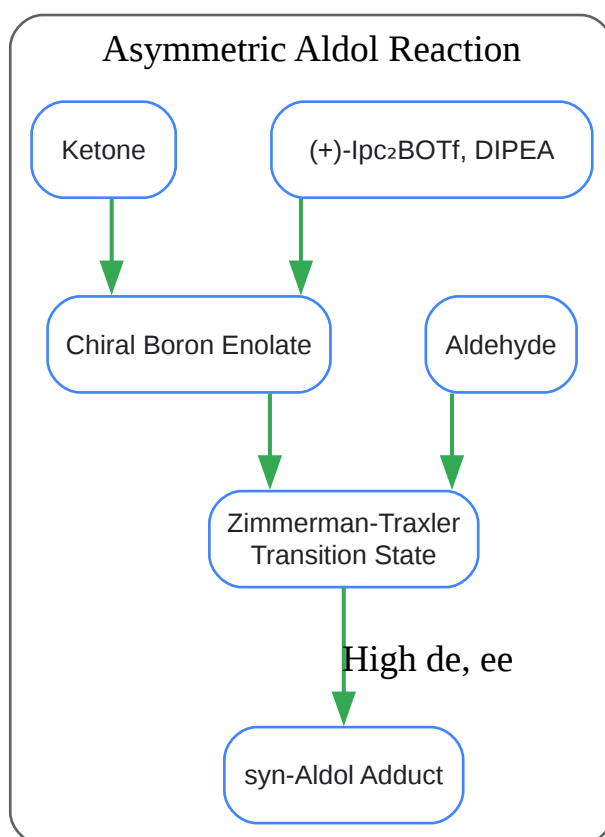 Asymmetric Aldol Reaction
Ketone
(+)-Ipc₂BOTf, DIPEA
Chiral Boron Enolate
Aldehyde
Zimmerman-Traxler
Transition State
High de, ee
syn-Aldol Adduct